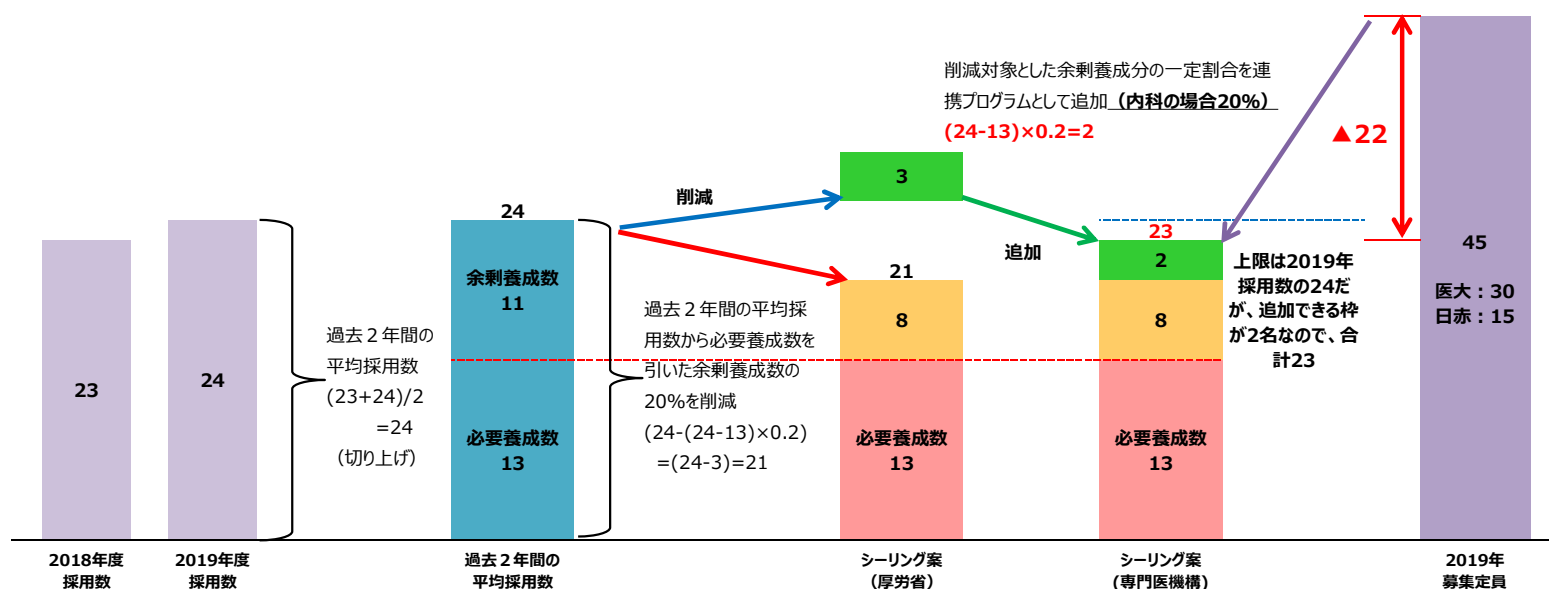 削減対象とした余剰養成分の一定割合を連
携プログラムとして追加（内科の場合20%）
(24-13)×0.2=2
▲22
3
削減
24
追加
23
2
21
余剰養成数
11
過去２年間の平均採
用数から必要養成数を
引いた余剰養成数の
20%を削減
(24-(24-13)×0.2)
=(24-3)=21
8
8
上限は2019年
採用数の24だ
が、追加できる枠
が2名なので、合
計23
45
医大：30
日赤：15
23
24
過去２年間の
平均採用数
(23+24)/2
=24
（切り上げ）
必要養成数
13
必要養成数
13
必要養成数
13
2018年度
採用数
2019年度
採用数
過去２年間の
平均採用数
シーリング案
（厚労省）
シーリング案
(専門医機構)
2019年
募集定員